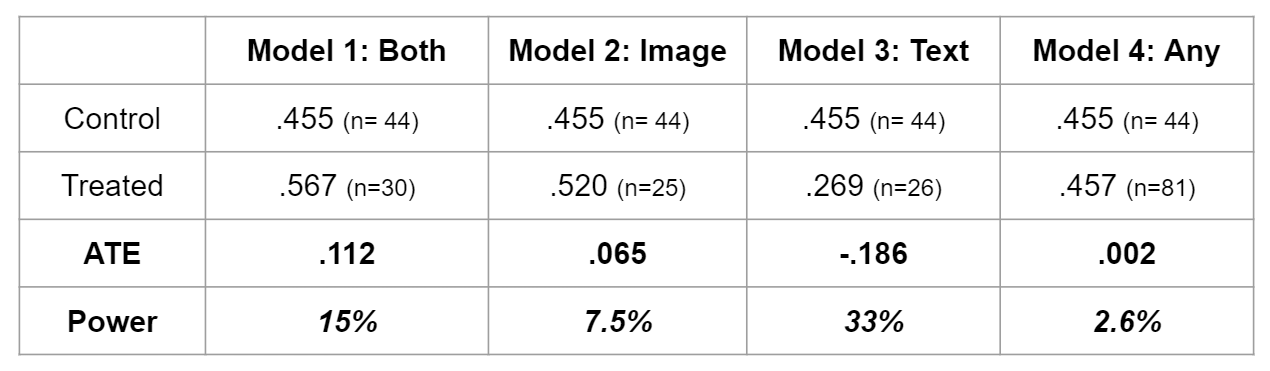 Model 1: Both Model 2: Image Model 3: Text Model 4: Any
Control .455 (n= 44) .455 (n= 44) .455 (n= 44) .455 (n= 44)
Treated .567 (n=30) .520 (n=25) .269 (n=26) .457 (n=81)
ATE .112 .065 -.186 .002
Power 15% 7.5% 33% 2.6%